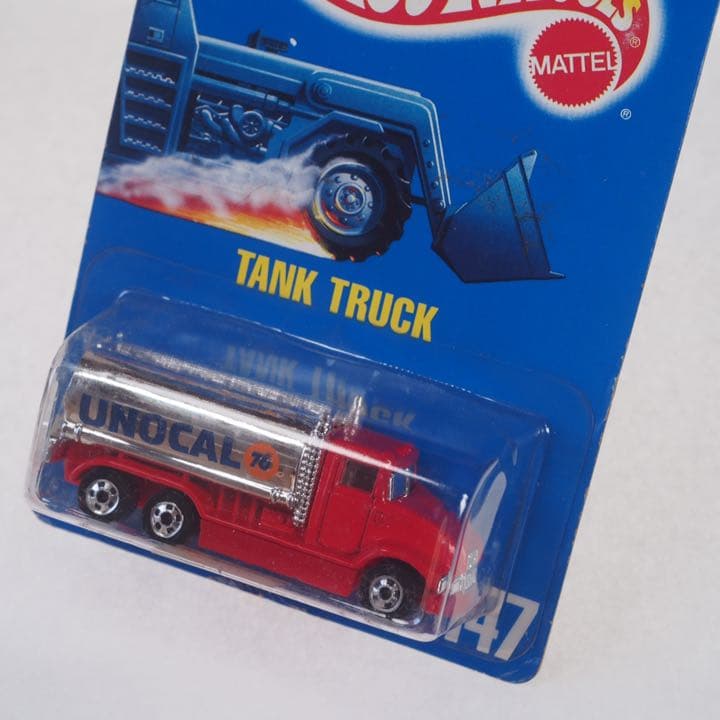 MATTEL
®
®
TANK TRUCK
UNOCAL 76
147